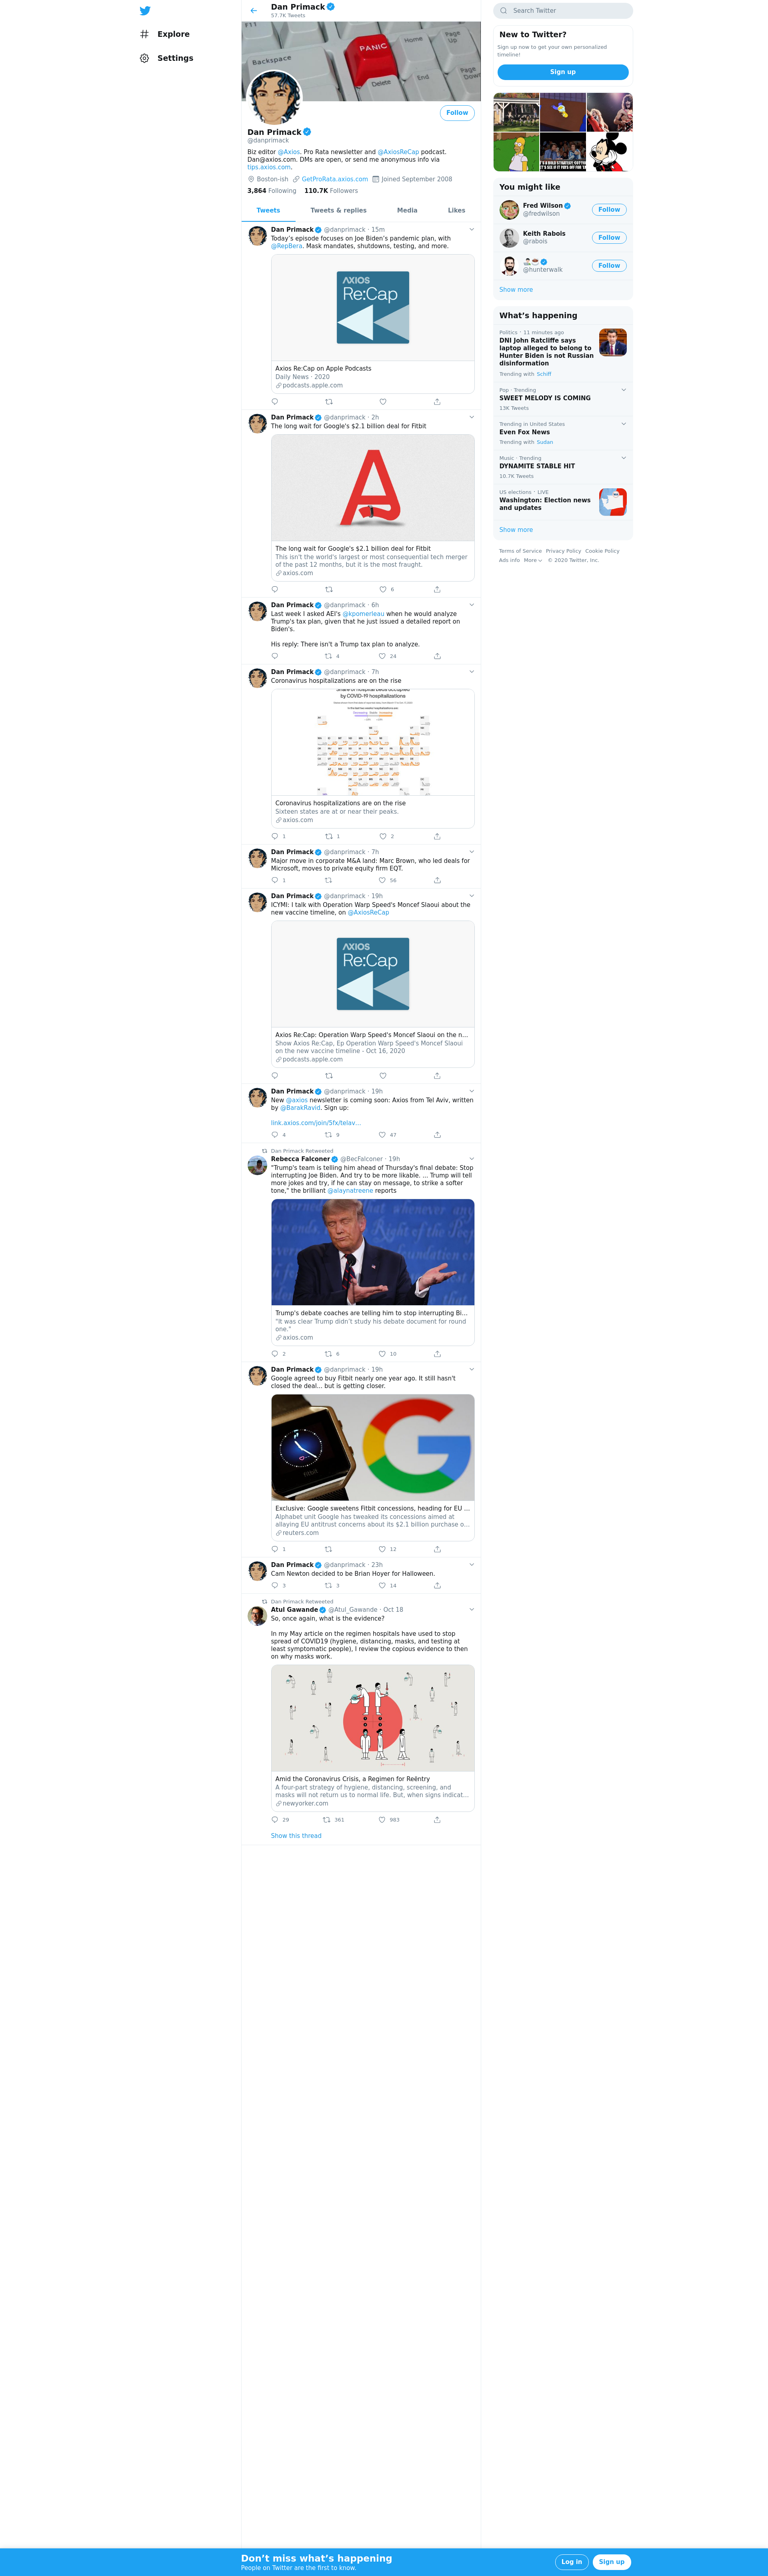 Explore
Settings
Dan Primack
57.7K Tweets
Backspace
PANIC
Home
Page Up
Delete
End
Page Down
Follow
Dan Primack
@danprimack
Biz editor @Axios. Pro Rata newsletter and @AxiosReCap podcast.
Dan@axios.com. DMs are open, or send me anonymous info via
tips.axios.com.
Boston-ish GetProRata.axios.com Joined September 2008
3,864 Following 110.7K Followers
Tweets Tweets & replies Media Likes
Dan Primack @danprimack · 15m
Today's episode focuses on Joe Biden's pandemic plan, with
@RepBera. Mask mandates, shutdowns, testing, and more.
AXIOS
Re:Cap
Axios Re:Cap on Apple Podcasts
Daily News · 2020
podcasts.apple.com
Dan Primack @danprimack · 2h
The long wait for Google's $2.1 billion deal for Fitbit
The long wait for Google's $2.1 billion deal for Fitbit
This isn't the world's largest or most consequential tech merger
of the past 12 months, but it is the most fraught.
axios.com
6
Dan Primack @danprimack · 6h
Last week I asked AEI's @kpomerleau when he would analyze
Trump's tax plan, given that he just issued a detailed report on
Biden's.
His reply: There isn't a Trump tax plan to analyze.
4 24
Dan Primack @danprimack · 7h
Coronavirus hospitalizations are on the rise
Share of hospital beds occupied
by COVID-19 hospitalizations
Coronavirus hospitalizations are on the rise
Sixteen states are at or near their peaks.
axios.com
1 1 2
Dan Primack @danprimack · 7h
Major move in corporate M&A land: Marc Brown, who led deals for
Microsoft, moves to private equity firm EQT.
1 56
Dan Primack @danprimack · 19h
ICYMI: I talk with Operation Warp Speed's Moncef Slaoui about the
new vaccine timeline, on @AxiosReCap
AXIOS
Re:Cap
Axios Re:Cap: Operation Warp Speed's Moncef Slaoui on the n...
Show Axios Re:Cap, Ep Operation Warp Speed's Moncef Slaoui
on the new vaccine timeline - Oct 16, 2020
podcasts.apple.com
Dan Primack @danprimack · 19h
New @axios newsletter is coming soon: Axios from Tel Aviv, written
by @BarakRavid. Sign up:
link.axios.com/join/5fx/telav...
4 9 47
Dan Primack Retweeted
Rebecca Falconer @BecFalconer · 19h
"Trump's team is telling him ahead of Thursday's final debate: Stop
interrupting Joe Biden. And try to be more likable. ... Trump will tell
more jokes and try, if he can stay on message, to strike a softer
tone," the brilliant @alaynatreene reports
Trump's debate coaches are telling him to stop interrupting Bi...
"It was clear Trump didn't study his debate document for round
one."
axios.com
2 6 10
Dan Primack @danprimack · 19h
Google agreed to buy Fitbit nearly one year ago. It still hasn't
closed the deal... but is getting closer.
Exclusive: Google sweetens Fitbit concessions, heading for EU ...
Alphabet unit Google has tweaked its concessions aimed at
allaying EU antitrust concerns about its $2.1 billion purchase o...
reuters.com
1 12
Dan Primack @danprimack · 23h
Cam Newton decided to be Brian Hoyer for Halloween.
3 3 14
Dan Primack Retweeted
Atul Gawande @Atul_Gawande · Oct 18
So, once again, what is the evidence?
In my May article on the regimen hospitals have used to stop
spread of COVID19 (hygiene, distancing, masks, and testing at
least symptomatic people), I review the copious evidence to then
on why masks work.
Amid the Coronavirus Crisis, a Regimen for Reëntry
A four-part strategy of hygiene, distancing, screening, and
masks will not return us to normal life. But, when signs indicat...
newyorker.com
29 361 983
Show this thread
Search Twitter
New to Twitter?
Sign up now to get your own personalized
timeline!
Sign up
You might like
Fred Wilson
@fredwilson
Follow
Keith Rabois
@rabois
Follow
@hunterwalk
Follow
Show more
What's happening
Politics · 11 minutes ago
DNI John Ratcliffe says
laptop alleged to belong to
Hunter Biden is not Russian
disinformation
Trending with Schiff
Pop · Trending
SWEET MELODY IS COMING
13K Tweets
Trending in United States
Even Fox News
Trending with Sudan
Music · Trending
DYNAMITE STABLE HIT
10.7K Tweets
US elections · LIVE
Washington: Election news
and updates
Show more
Terms of Service Privacy Policy Cookie Policy
Ads info More © 2020 Twitter, Inc.
Don't miss what's happening
People on Twitter are the first to know.
Log in Sign up